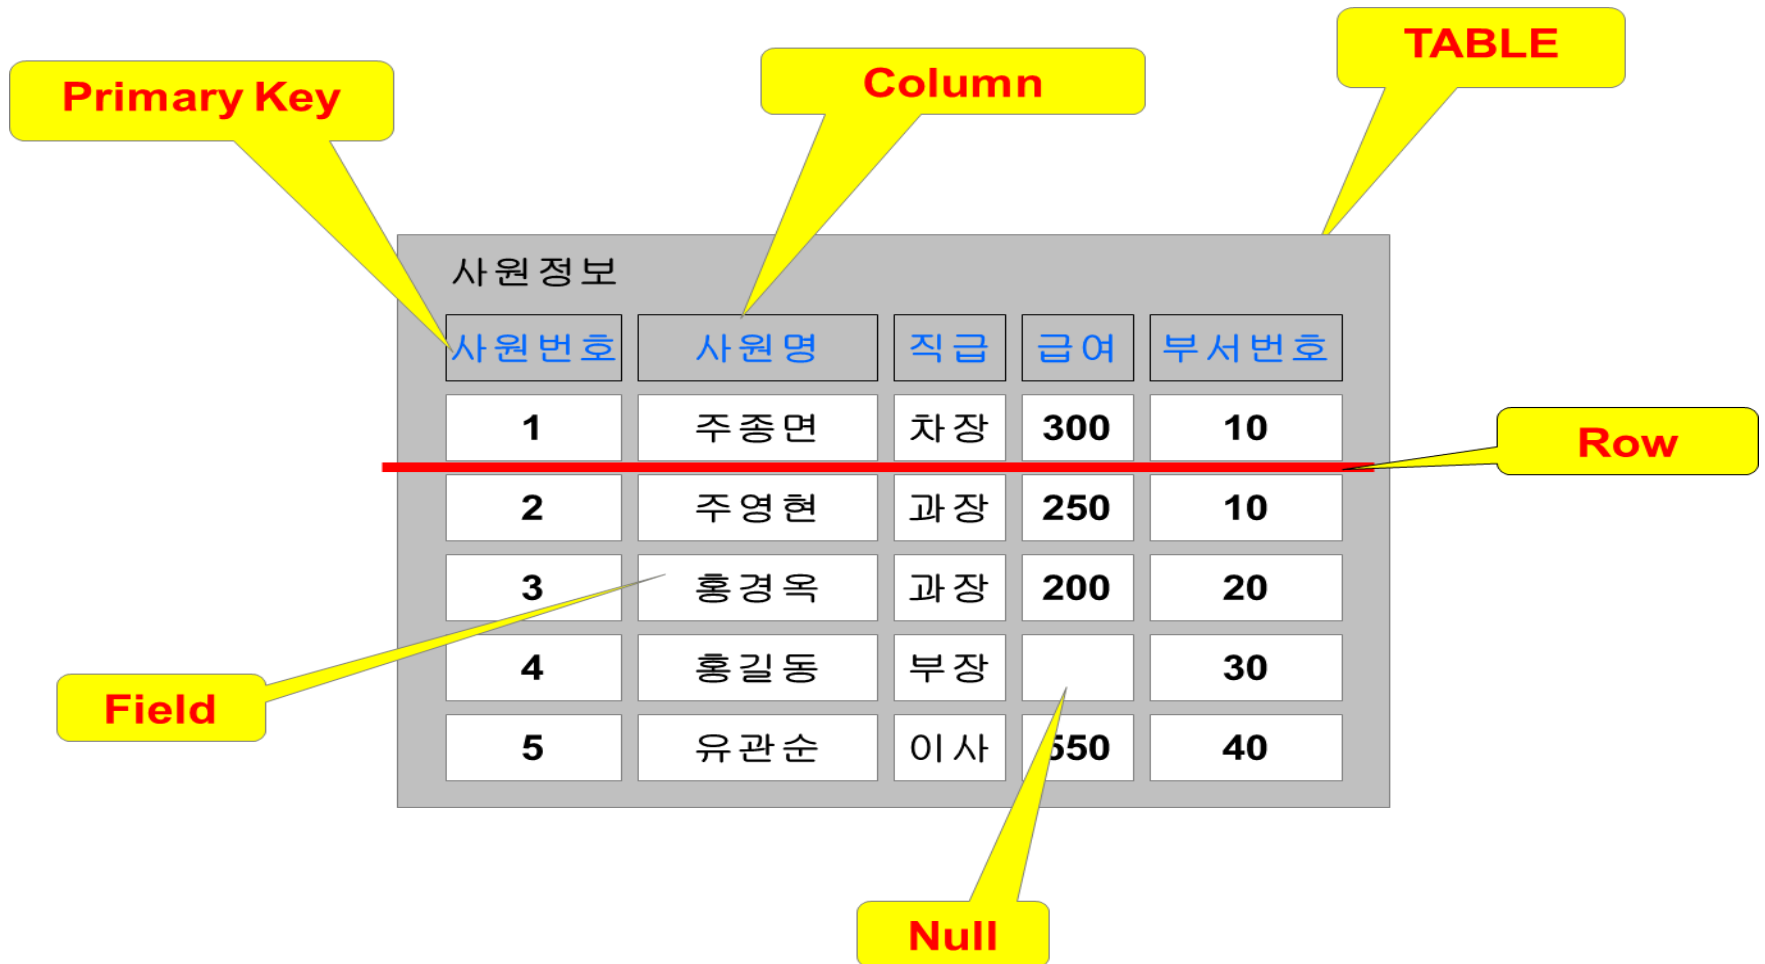 TABLE
Column
Primary Key
사원정보
사원번호 사원명 직급 급여 부서번호
1 주종면 차장 300 10
Row
2 주영현 과장 250 10
3 홍경옥 과장 200 20
4 홍길동 부장 30
Field
5 유관순 이사 550 40
Null